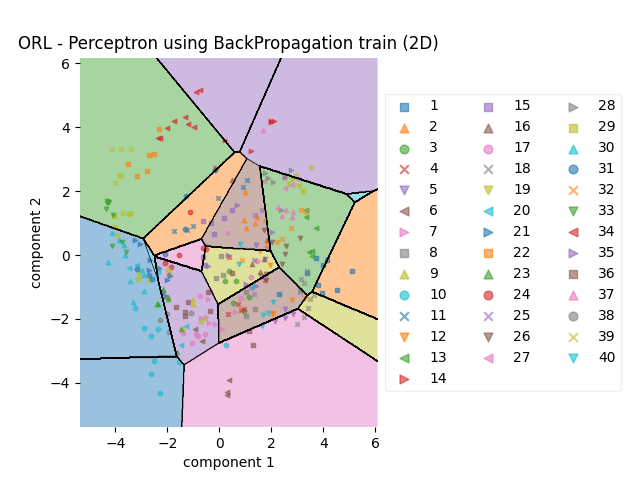 ORL - Perceptron using BackPropagation train (2D)
6
4
2
0
−2
−4
component 2
−4 −2 0 2 4 6
component 1
1 15 28
2 16 29
3 17 30
4 18 31
5 19 32
6 20 33
7 21 34
8 22 35
9 23 36
10 24 37
11 25 38
12 26 39
13 27 40
14